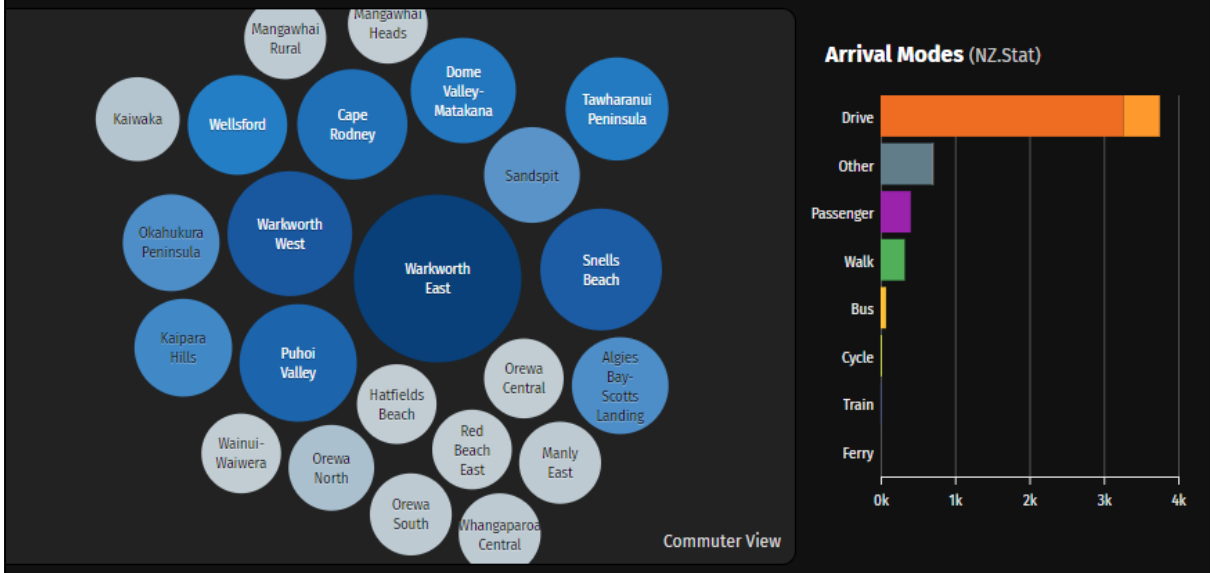 Mangawhai
Rural
Mangawhai
Heads
Dome
Valley-
Matakana
Tawharanui
Peninsula
Kaiwaka
Wellsford
Cape
Rodney
Sandspit
Okahukura
Peninsula
Warkworth
West
Warkworth
East
Snells
Beach
Kaipara
Hills
Puhoi
Valley
Hatfields
Beach
Orewa
Central
Algies
Bay-
Scotts
Landing
Wainui-
Waiwera
Orewa
North
Red
Beach
East
Manly
East
Orewa
South
Whangaparoa
Central
Commuter View
Arrival Modes (NZ.Stat)
Drive
Other
Passenger
Walk
Bus
Cycle
Train
Ferry
0k 1k 2k 3k 4k